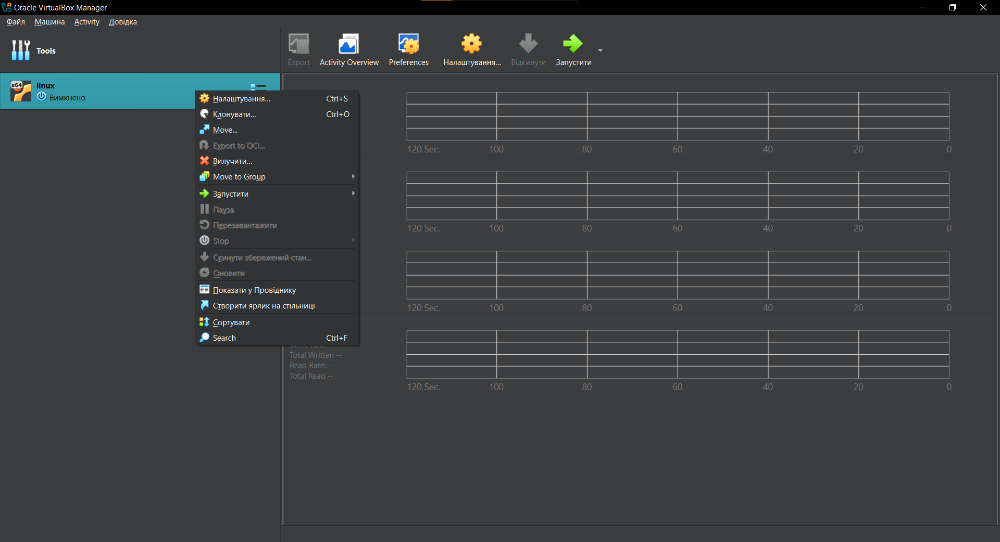 Oracle VirtualBox Manager
Файл Машина Activity Довідка
Tools
Export Activity Overview Preferences Налаштування... Відкинути Запустити
x64 linux
Вимкнено
Налаштування... Ctrl+S
Клонувати... Ctrl+O
Move...
Export to OCI...
Вилучити...
Move to Group
Запустити
Пауза
Перезавантажити
Stop
Скинути збережений стан...
Оновити
Показати у Провіднику
Створити ярлик на стільниці
Сортувати
Search Ctrl+F
120 Sec. 100 80 60 40 20 0
120 Sec. 100 80 60 40 20 0
120 Sec. 100 80 60 40 20 0
Write Rate:
Total Written --
Read Rate: --
Total Read --
120 Sec. 100 80 60 40 20 0